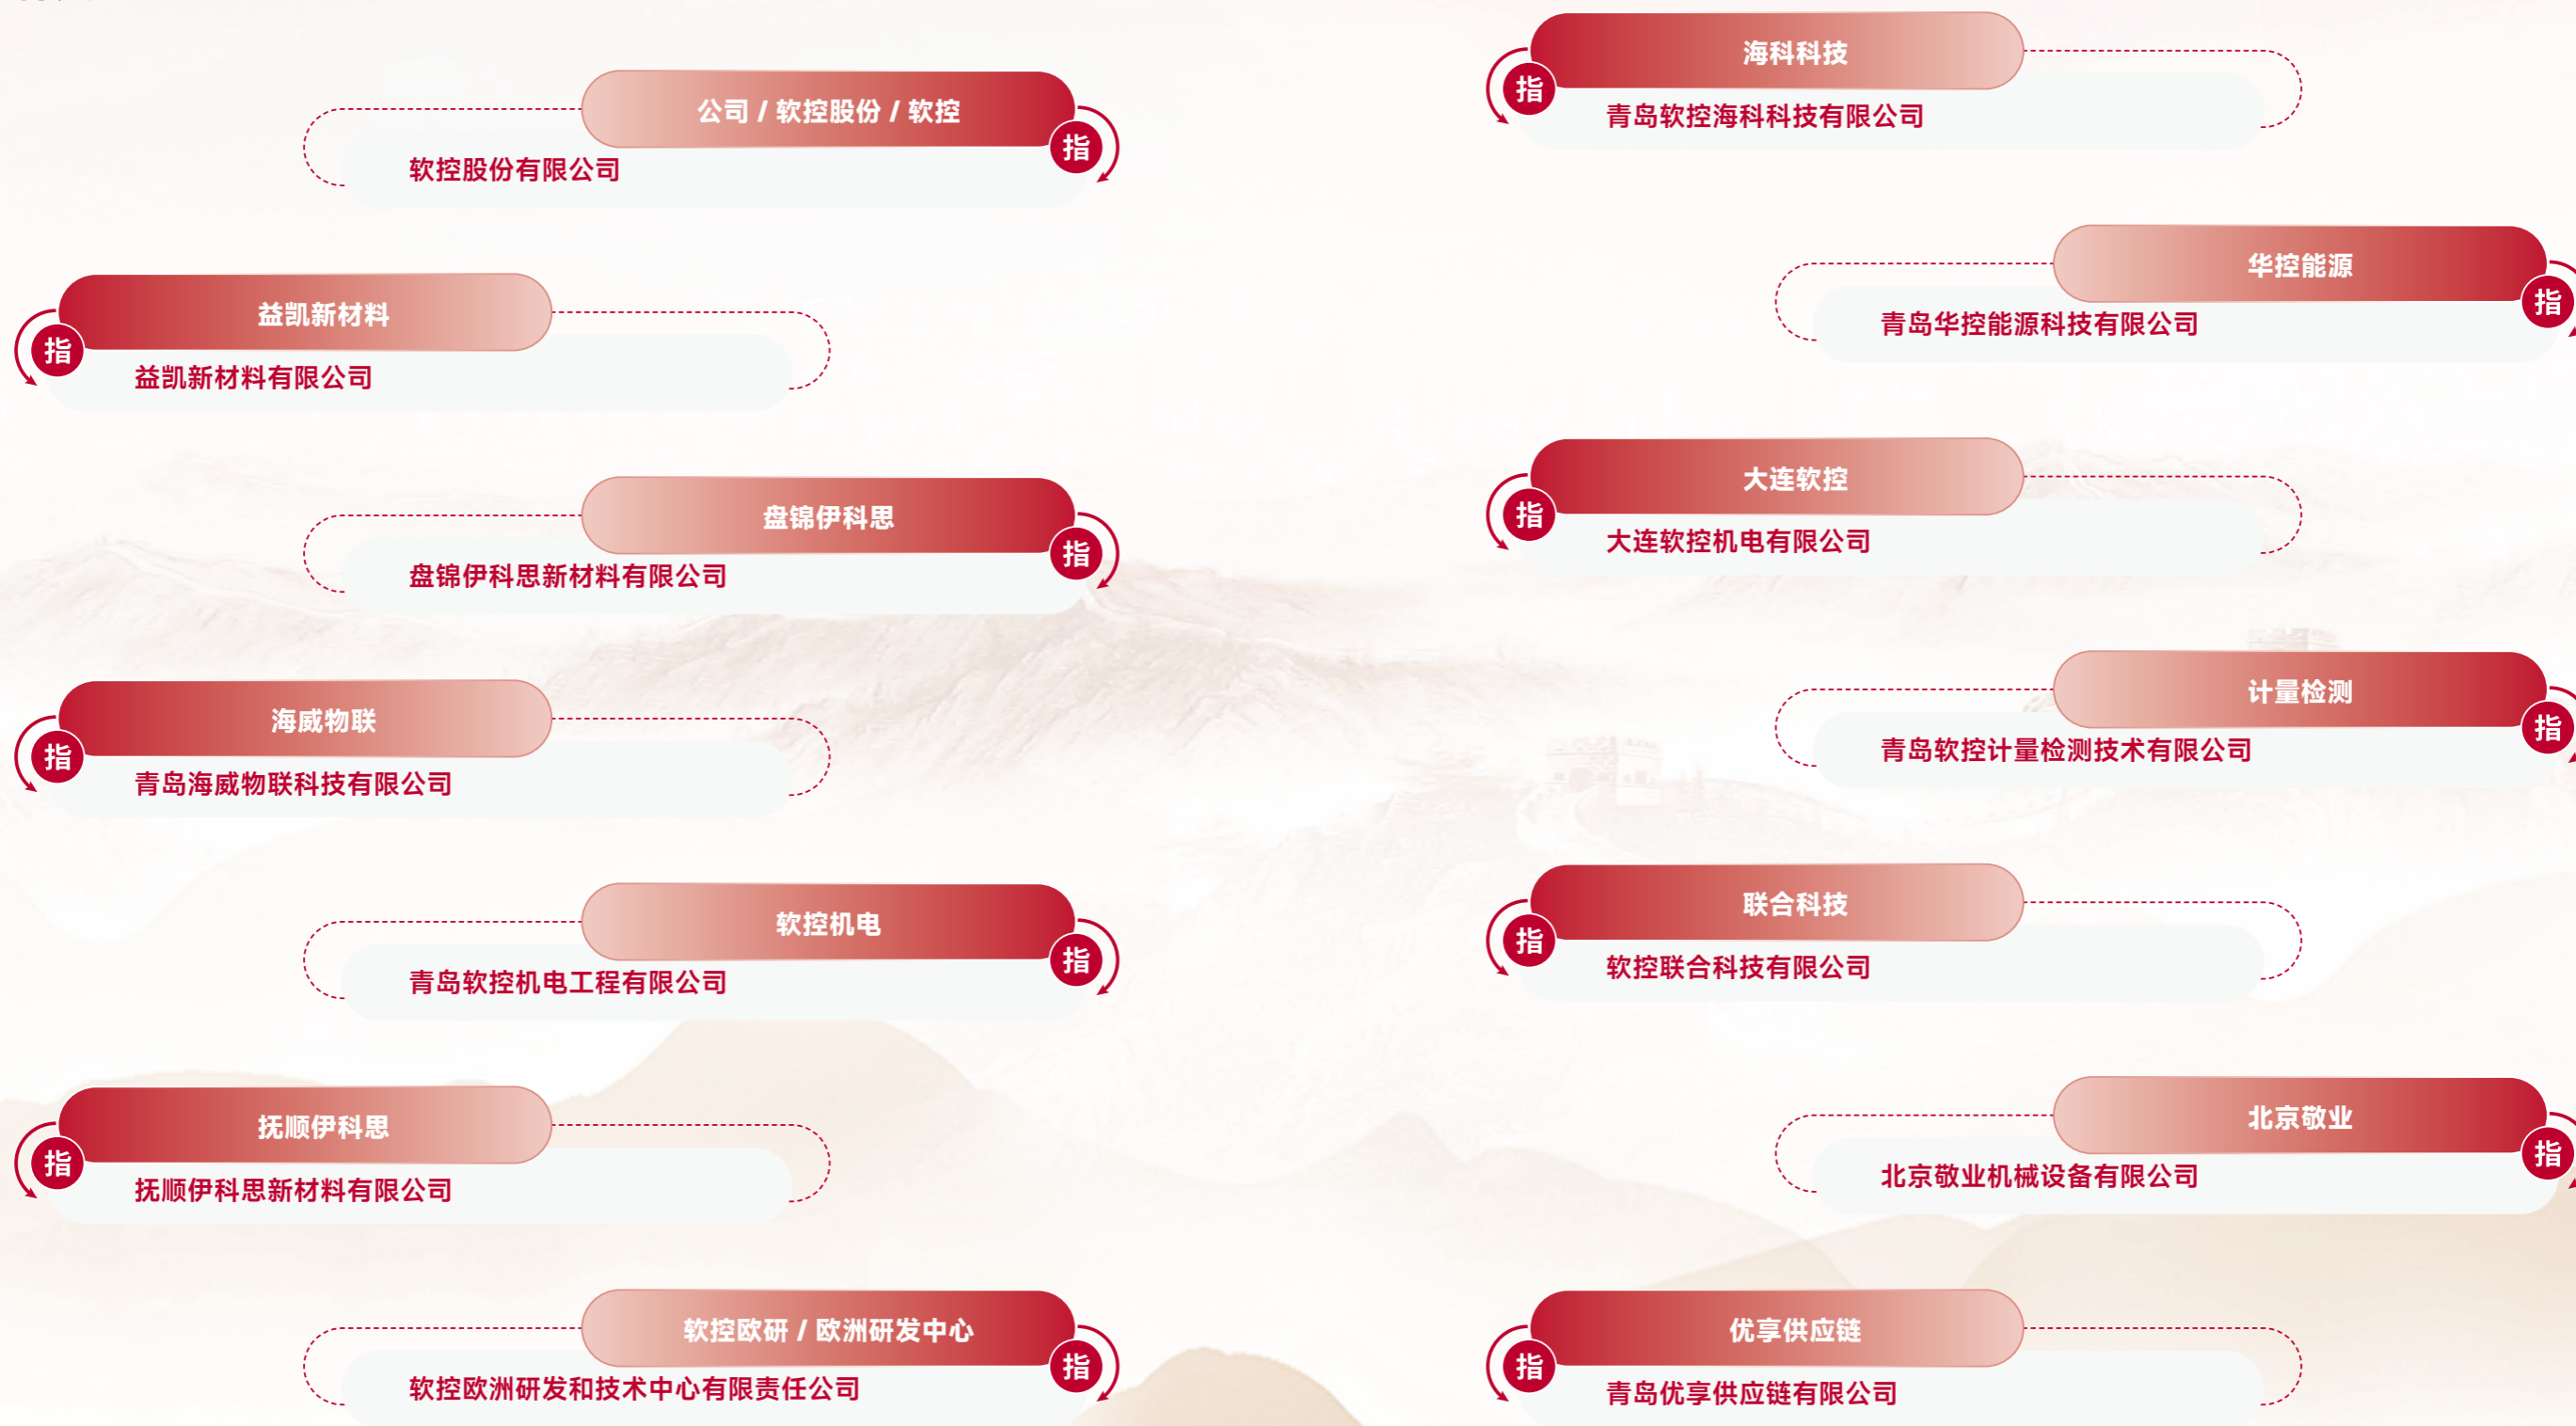 公司 / 软控股份 / 软控
指
软控股份有限公司
益凯新材料
指
益凯新材料有限公司
盘锦伊科思
指
盘锦伊科思新材料有限公司
海威物联
指
青岛海威物联科技有限公司
软控机电
指
青岛软控机电工程有限公司
抚顺伊科思
指
抚顺伊科思新材料有限公司
软控欧研 / 欧洲研发中心
指
软控欧洲研发和技术中心有限责任公司
海科科技
指
青岛软控海科科技有限公司
华控能源
指
青岛华控能源科技有限公司
大连软控
指
大连软控机电有限公司
计量检测
指
青岛软控计量检测技术有限公司
联合科技
指
软控联合科技有限公司
北京敬业
指
北京敬业机械设备有限公司
优享供应链
指
青岛优享供应链有限公司